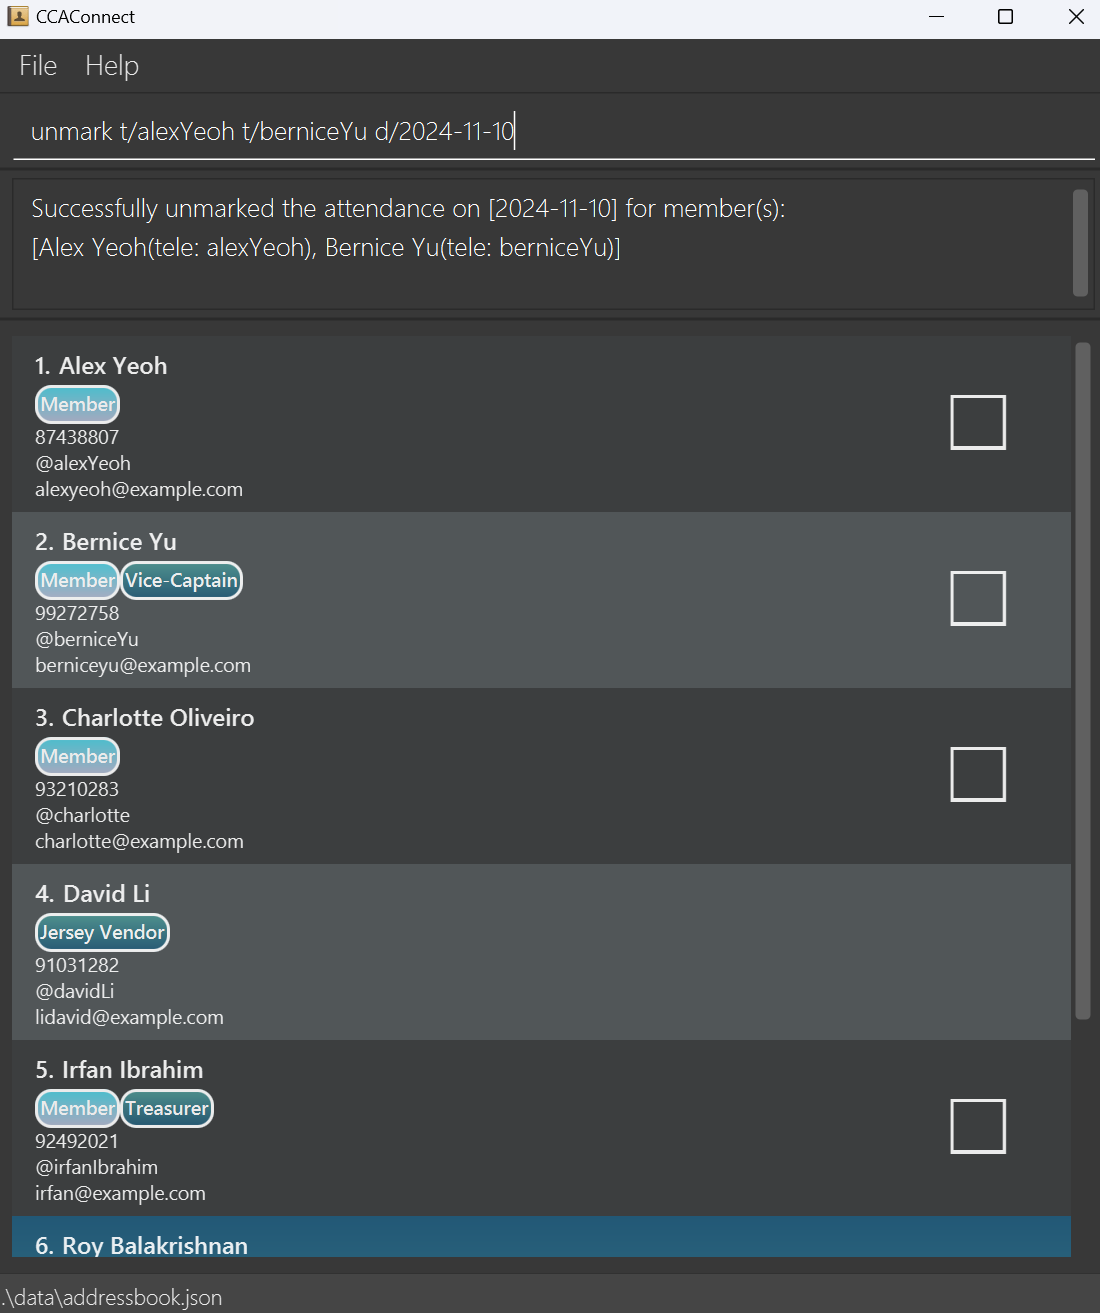 CCAConnect
File Help
unmark t/alexYeoh t/berniceYu d/2024-11-10
Successfully unmarked the attendance on [2024-11-10] for member(s):
[Alex Yeoh(tele: alexYeoh), Bernice Yu(tele: berniceYu)]
1. Alex Yeoh
Member
87438807
@alexYeoh
alexyeoh@example.com
2. Bernice Yu
Member Vice-Captain
99272758
@berniceYu
berniceyu@example.com
3. Charlotte Oliveiro
Member
93210283
@charlotte
charlotte@example.com
4. David Li
Jersey Vendor
91031282
@davidLi
lidavid@example.com
5. Irfan Ibrahim
Member Treasurer
92492021
@irfanIbrahim
irfan@example.com
6. Roy Balakrishnan
.\data\addressbook.json